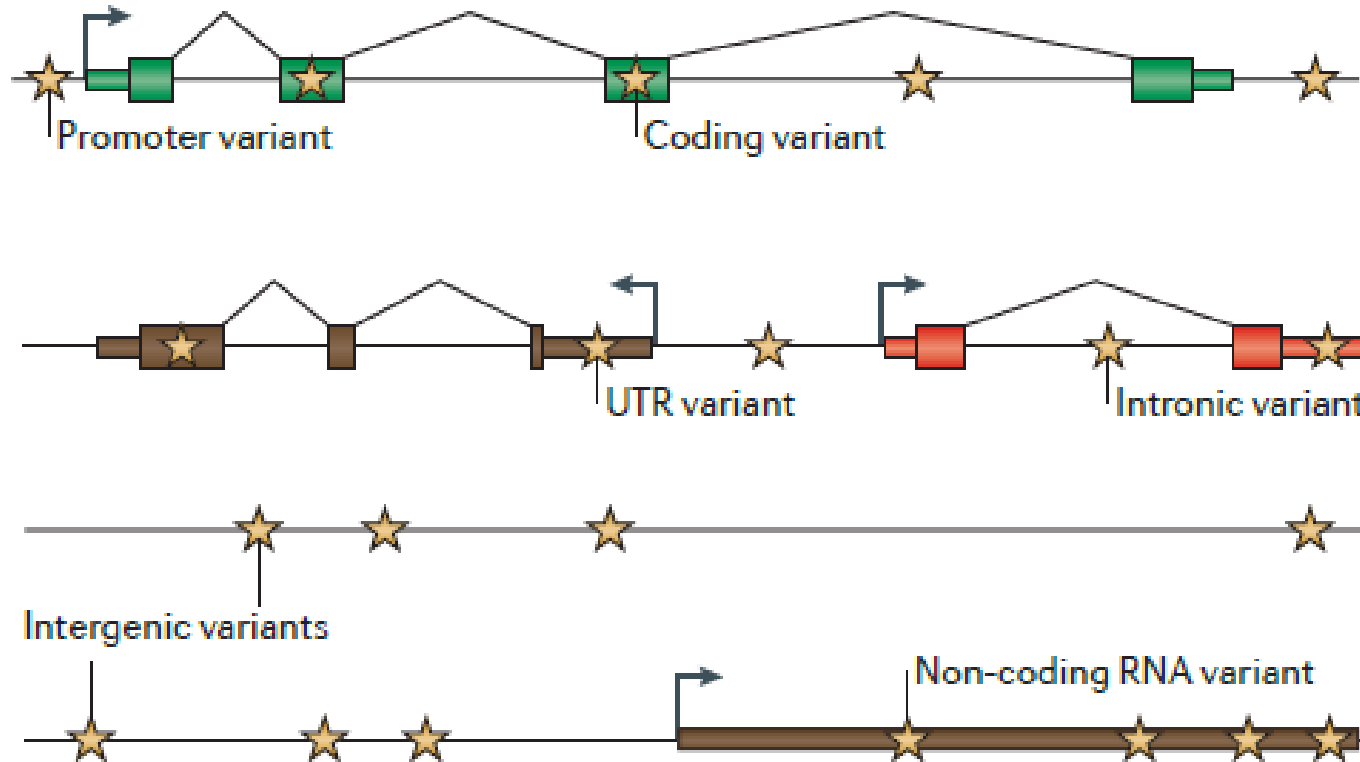 Promoter variant
Coding variant
UTR variant
Intronic variant
Intergenic variants
Non-coding RNA variant